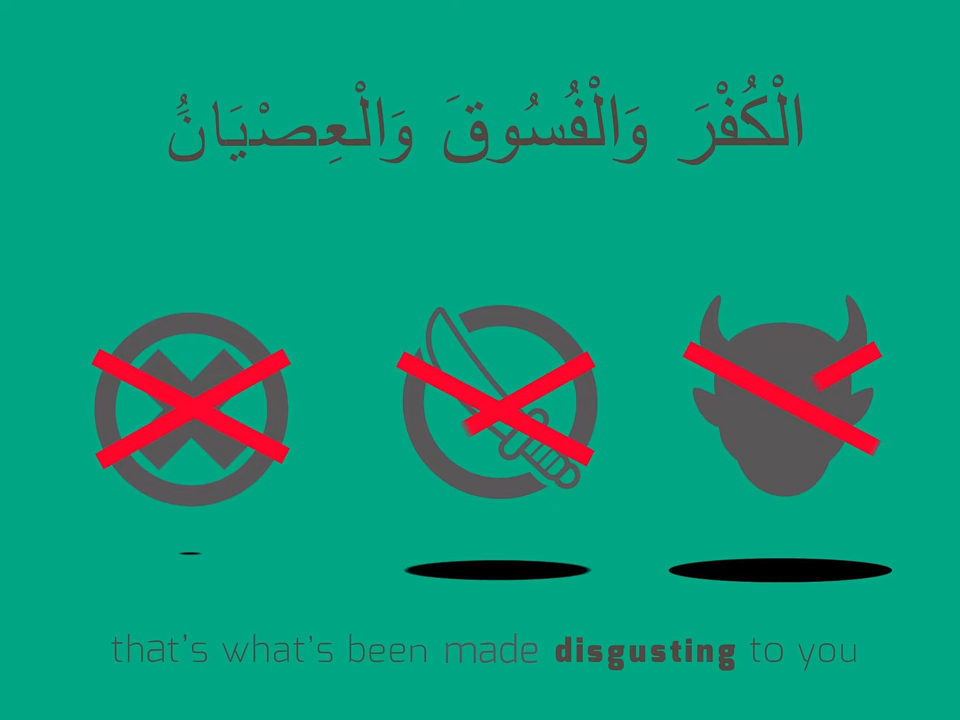 الْكُفْرَ وَالْفُسُوقَ وَالْعِصْيَانَُ
that's what's been made disgusting to you